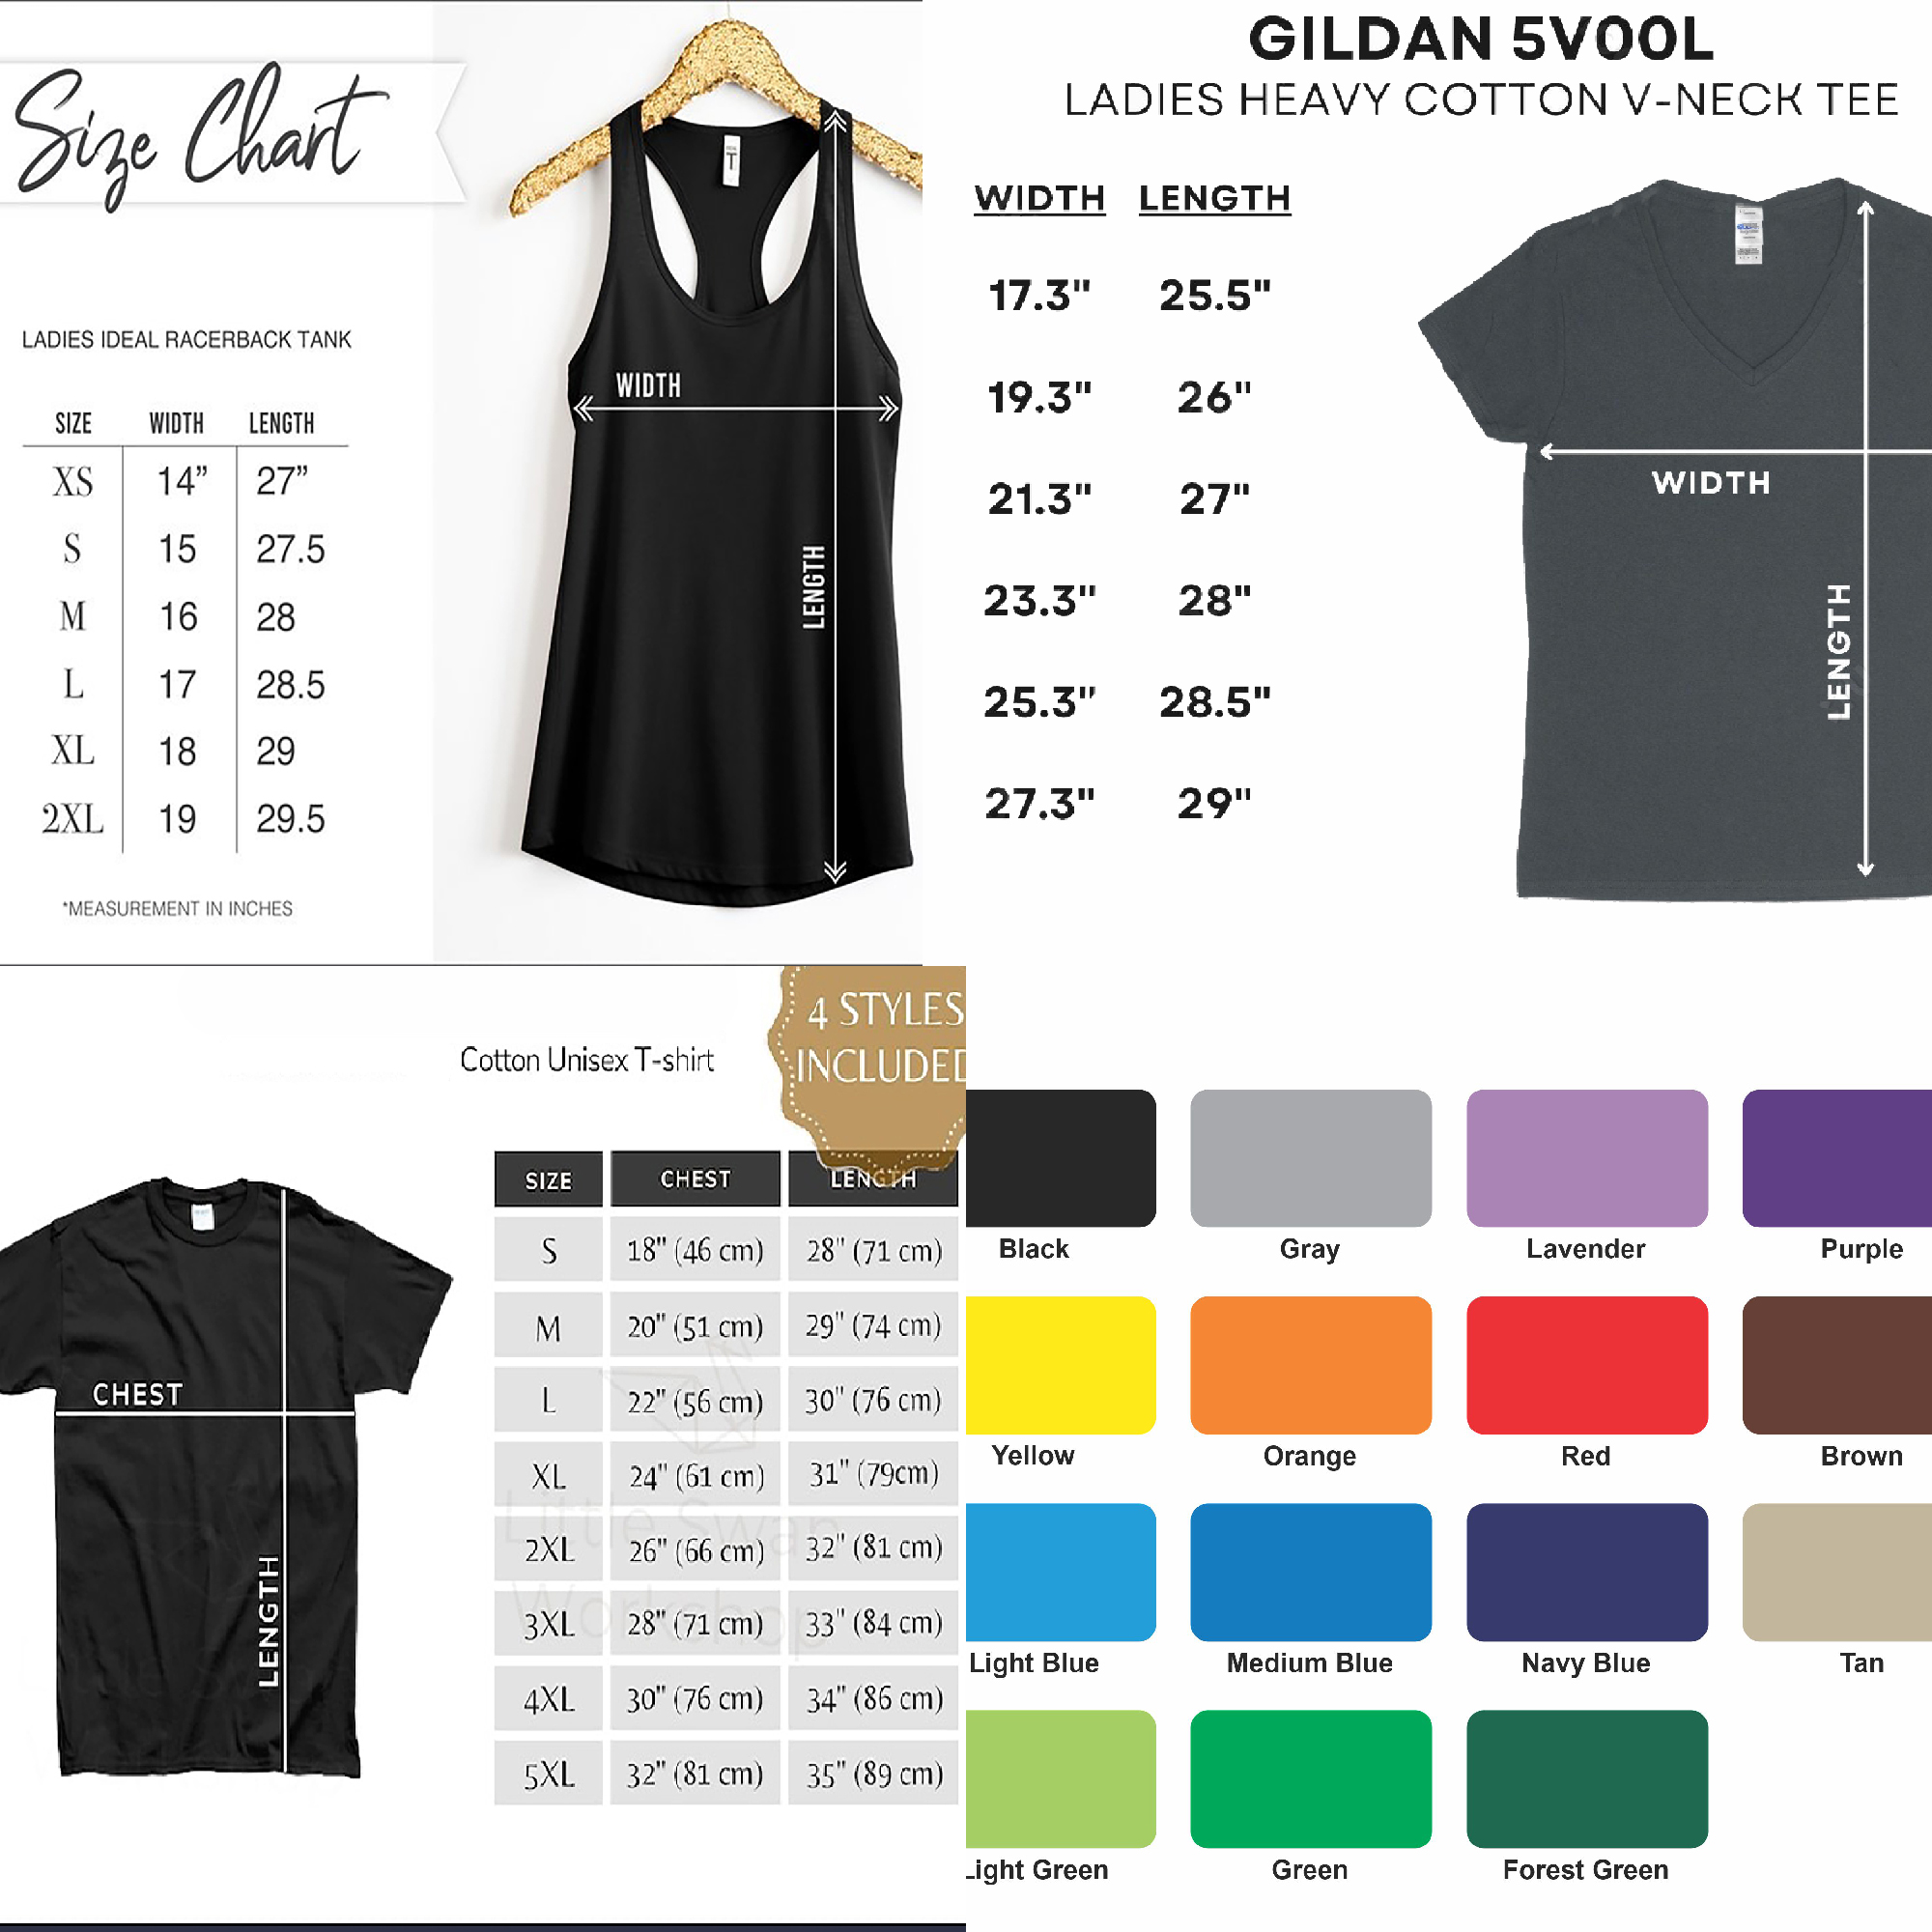 Size Chart
LADIES IDEAL RACERBACK TANK
SIZE WIDTH LENGTH
XS 14” 27”
S 15 27.5
M 16 28
L 17 28.5
XL 18 29
2XL 19 29.5
*MEASUREMENT IN INCHES
T
WIDTH
LENGTH
GILDAN 5V00L
LADIES HEAVY COTTON V-NECK TEE
WIDTH LENGTH
17.3" 25.5"
19.3" 26"
21.3" 27"
23.3" 28"
25.3" 28.5"
27.3" 29"
WIDTH
LENGTH
4 STYLES
INCLUDED
Cotton Unisex T-shirt
SIZE CHEST LENGTH
S 18" (46 cm) 28" (71 cm)
M 20" (51 cm) 29" (74 cm)
L 22" (56 cm) 30" (76 cm)
XL 24" (61 cm) 31" (79cm)
2XL 26" (66 cm) 32" (81 cm)
3XL 28" (71 cm) 33" (84 cm)
4XL 30" (76 cm) 34" (86 cm)
5XL 32" (81 cm) 35" (89 cm)
Little Swan
Workshop
CHEST
LENGTH
Black Gray Lavender Purple
Yellow Orange Red Brown
Light Blue Medium Blue Navy Blue Tan
Light Green Green Forest Green